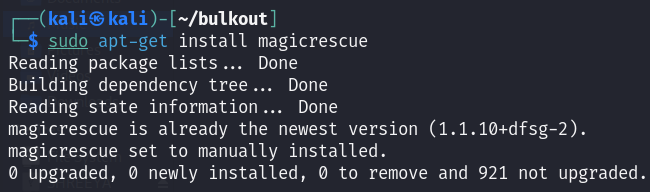 ┌──(kali㉿kali)-[~/bulkout]
└─$ sudo apt-get install magicrescue
Reading package lists... Done
Building dependency tree... Done
Reading state information... Done
magicrescue is already the newest version (1.1.10+dfsg-2).
magicrescue set to manually installed.
0 upgraded, 0 newly installed, 0 to remove and 921 not upgraded.